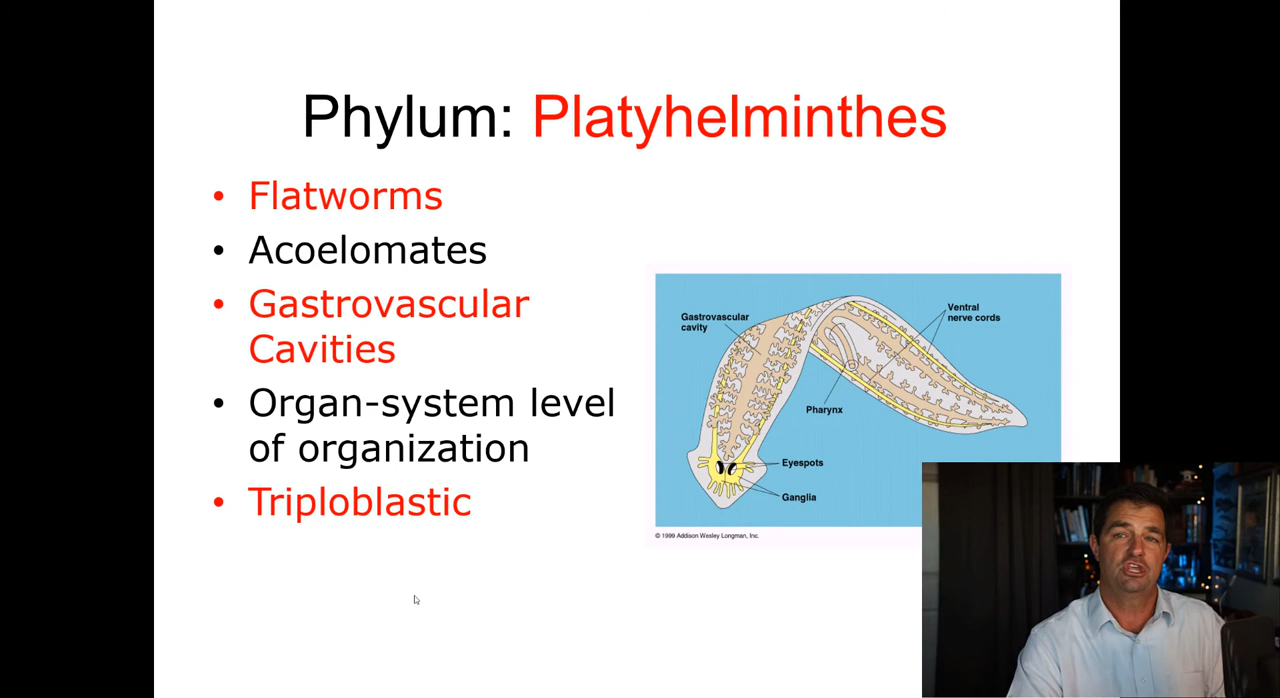 Phylum: Platyhelminthes
• Flatworms
• Acoelomates
• Gastrovascular
Cavities
• Organ-system level
of organization
• Triploblastic
Gastrovascular
cavity
Ventral
nerve cords
Pharynx
Eyespots
Ganglia
© 1999 Addison Wesley Longman, Inc.